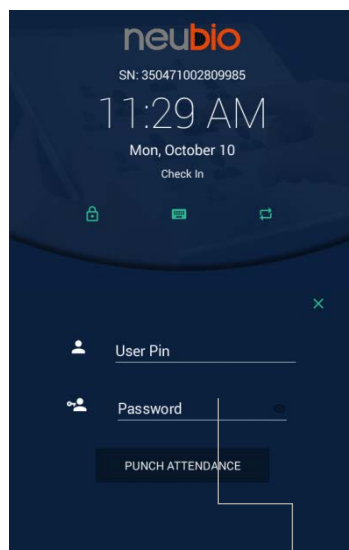 neubio
SN: 350471002809985
11:29 AM
Mon, October 10
Check In
User Pin
Password
PUNCH ATTENDANCE